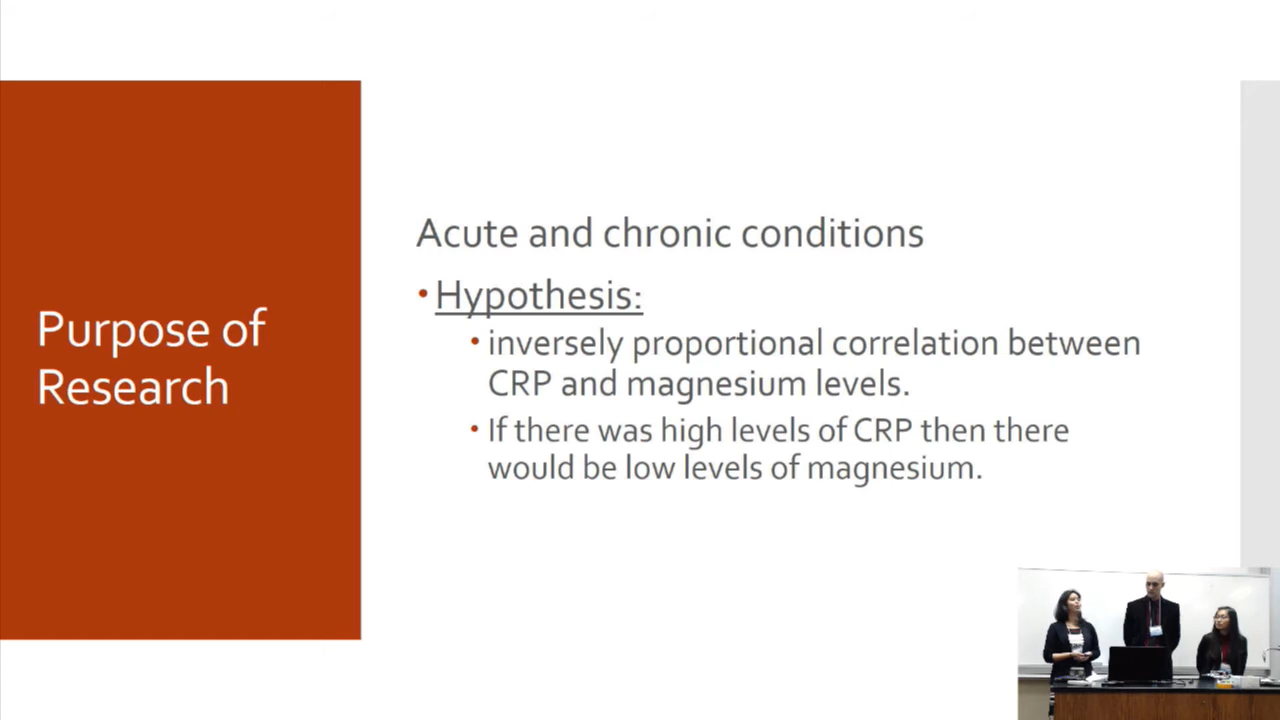 Purpose of
Research
Acute and chronic conditions
• Hypothesis:
• inversely proportional correlation between
CRP and magnesium levels.
• If there was high levels of CRP then there
would be low levels of magnesium.